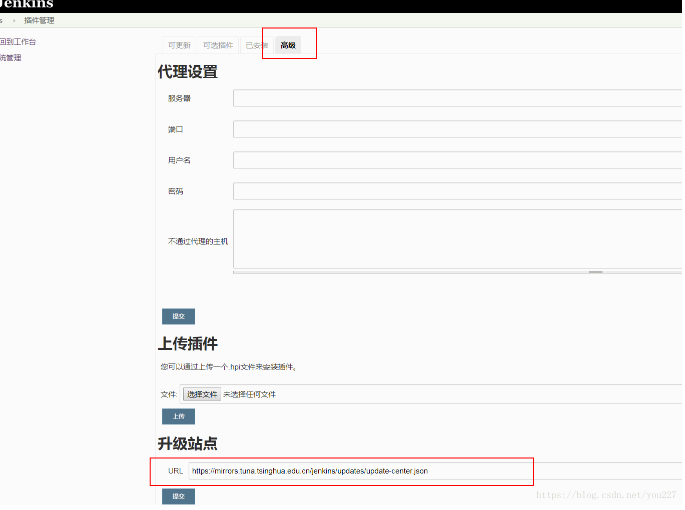 Jenkins
s › 插件管理
回到工作台
统管理
可更新 可选插件 已安装 高级
代理设置
服务器
端口
用户名
密码
不通过代理的主机
提交
上传插件
您可以通过上传一个.hpi文件来安装插件。
文件: 选择文件 未选择任何文件
上传
升级站点
URL https://mirrors.tuna.tsinghua.edu.cn/jenkins/updates/update-center.json
提交
https://blog.csdn.net/you227